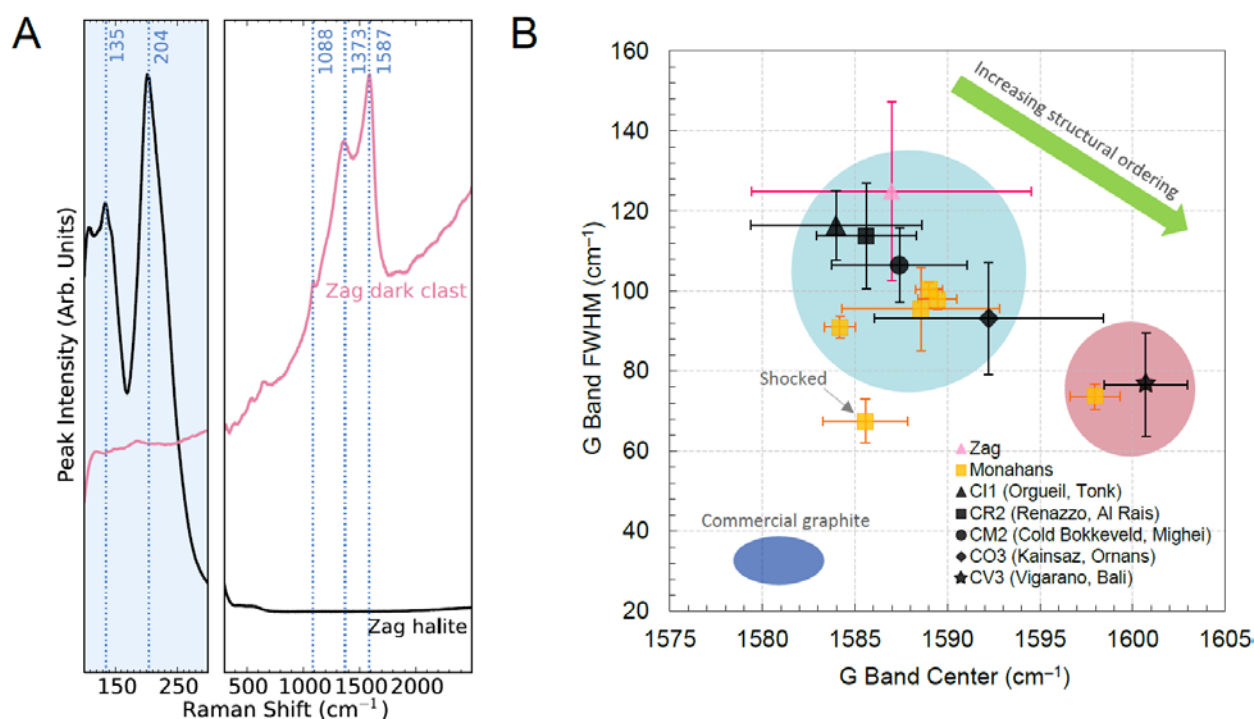 A
135
204
1088
1373
1587
Peak Intensity (Arb. Units)
Zag dark clast
Zag halite
150
250
500
1000
1500
2000
Raman Shift (cm⁻¹)
B
160
140
120
100
80
60
40
20
G Band FWHM (cm⁻¹)
Increasing structural ordering
Shocked
Commercial graphite
Zag
Monahans
CI1 (Orgueil, Tonk)
CR2 (Renazzo, Al Rais)
CM2 (Cold Bokkeveld, Mighei)
CO3 (Kainsaz, Ornans)
CV3 (Vigarano, Bali)
1575
1580
1585
1590
1595
1600
1605
G Band Center (cm⁻¹)